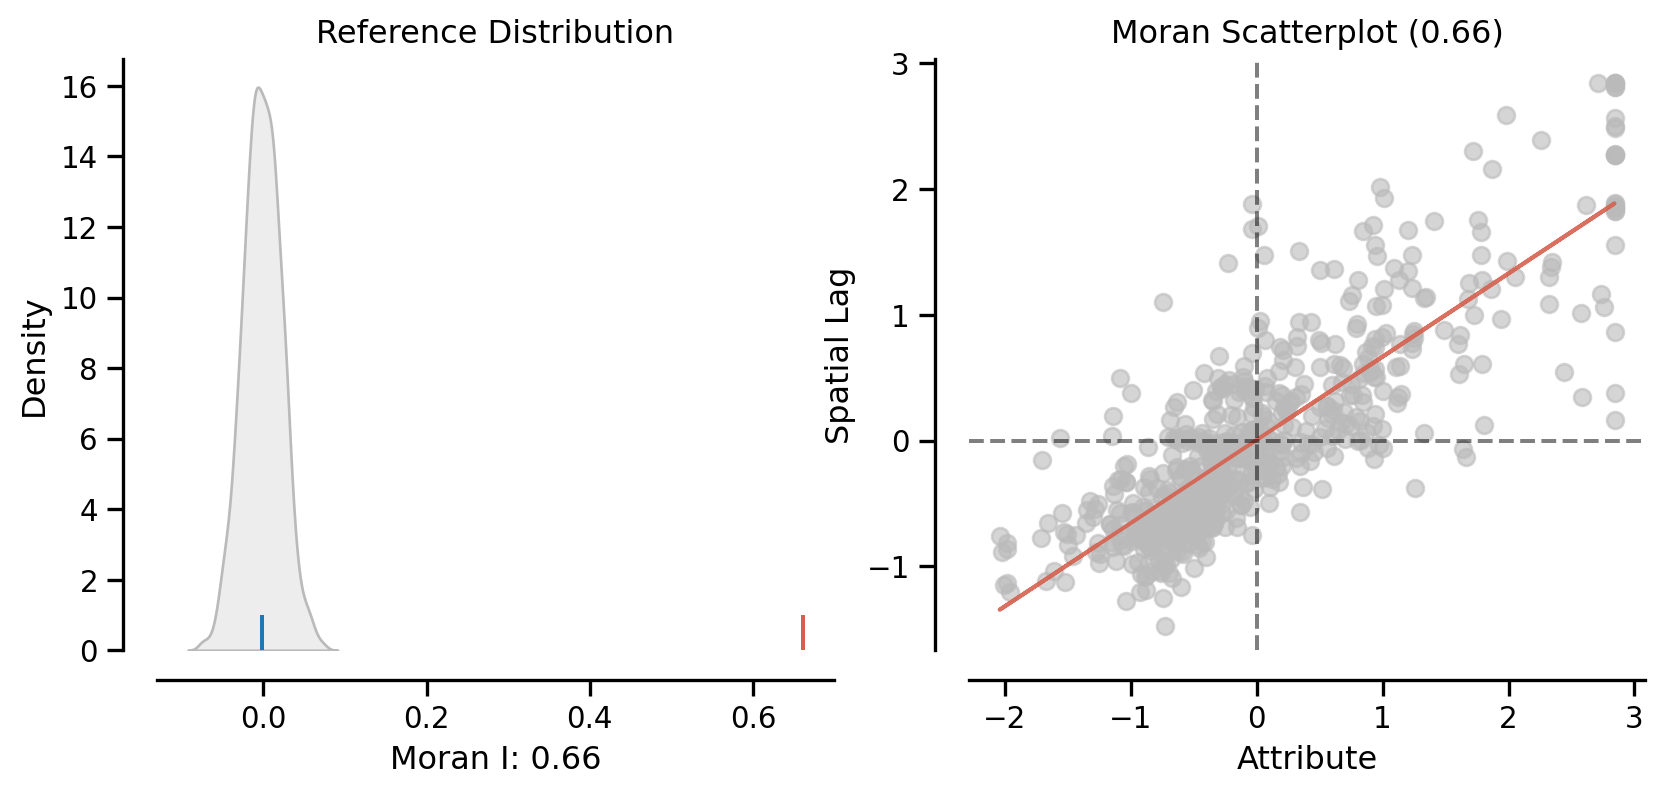 Reference Distribution
16
14
12
10
8
6
4
2
0
Density
0.0 0.2 0.4 0.6
Moran I: 0.66
Moran Scatterplot (0.66)
3
2
1
0
−1
Spatial Lag
−2 −1 0 1 2 3
Attribute